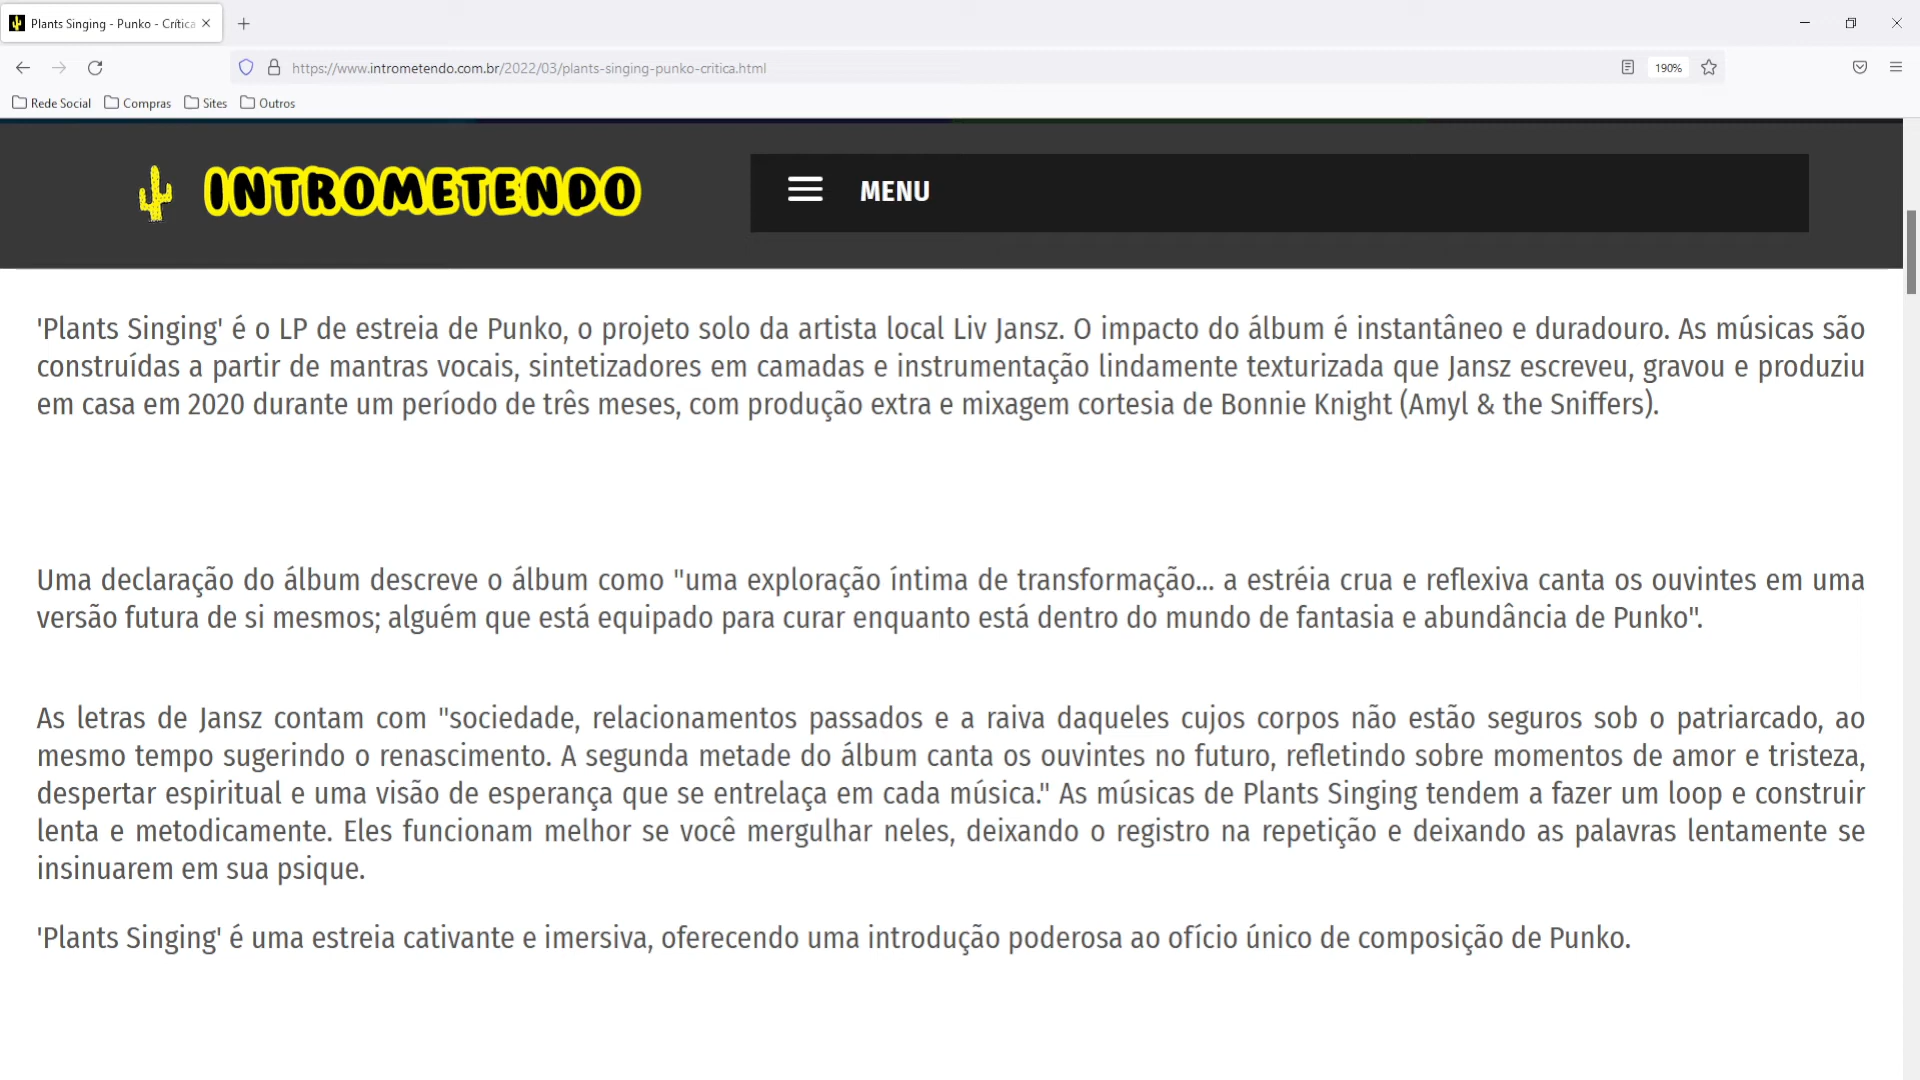 Plants Singing - Punko - Crítica
https://www.intrometendo.com.br/2022/03/plants-singing-punko-critica.html
190%
Rede Social
Compras
Sites
Outros
INTROMETENDO
MENU
'Plants Singing' é o LP de estreia de Punko, o projeto solo da artista local Liv Jansz. O impacto do álbum é instantâneo e duradouro. As músicas são
construídas a partir de mantras vocais, sintetizadores em camadas e instrumentação lindamente texturizada que Jansz escreveu, gravou e produziu
em casa em 2020 durante um período de três meses, com produção extra e mixagem cortesia de Bonnie Knight (Amyl & the Sniffers).
Uma declaração do álbum descreve o álbum como "uma exploração íntima de transformação... a estréia crua e reflexiva canta os ouvintes em uma
versão futura de si mesmos; alguém que está equipado para curar enquanto está dentro do mundo de fantasia e abundância de Punko".
As letras de Jansz contam com "sociedade, relacionamentos passados e a raiva daqueles cujos corpos não estão seguros sob o patriarcado, ao
mesmo tempo sugerindo o renascimento. A segunda metade do álbum canta os ouvintes no futuro, refletindo sobre momentos de amor e tristeza,
despertar espiritual e uma visão de esperança que se entrelaça em cada música." As músicas de Plants Singing tendem a fazer um loop e construir
lenta e metodicamente. Eles funcionam melhor se você mergulhar neles, deixando o registro na repetição e deixando as palavras lentamente se
insinuarem em sua psique.
'Plants Singing' é uma estreia cativante e imersiva, oferecendo uma introdução poderosa ao ofício único de composição de Punko.